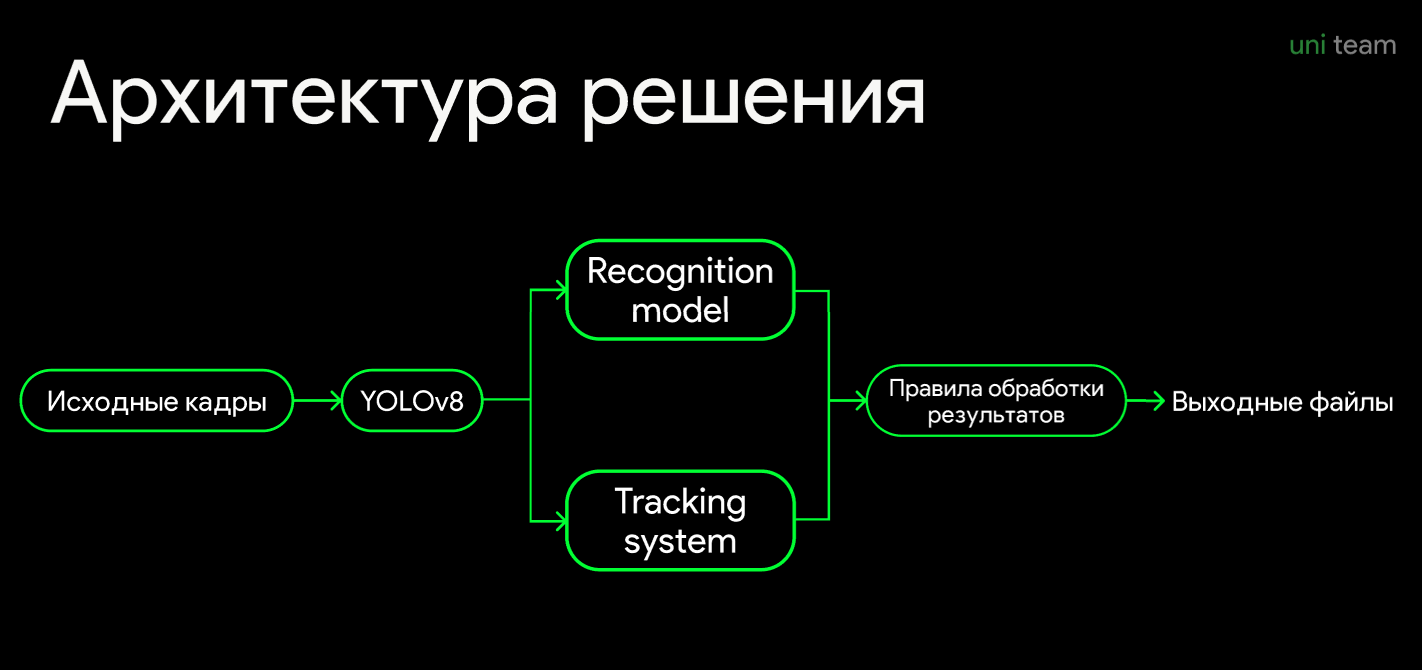 uni team
Архитектура решения
Recognition
model
Исходные кадры
YOLOv8
Правила обработки
результатов
Выходные файлы
Tracking
system